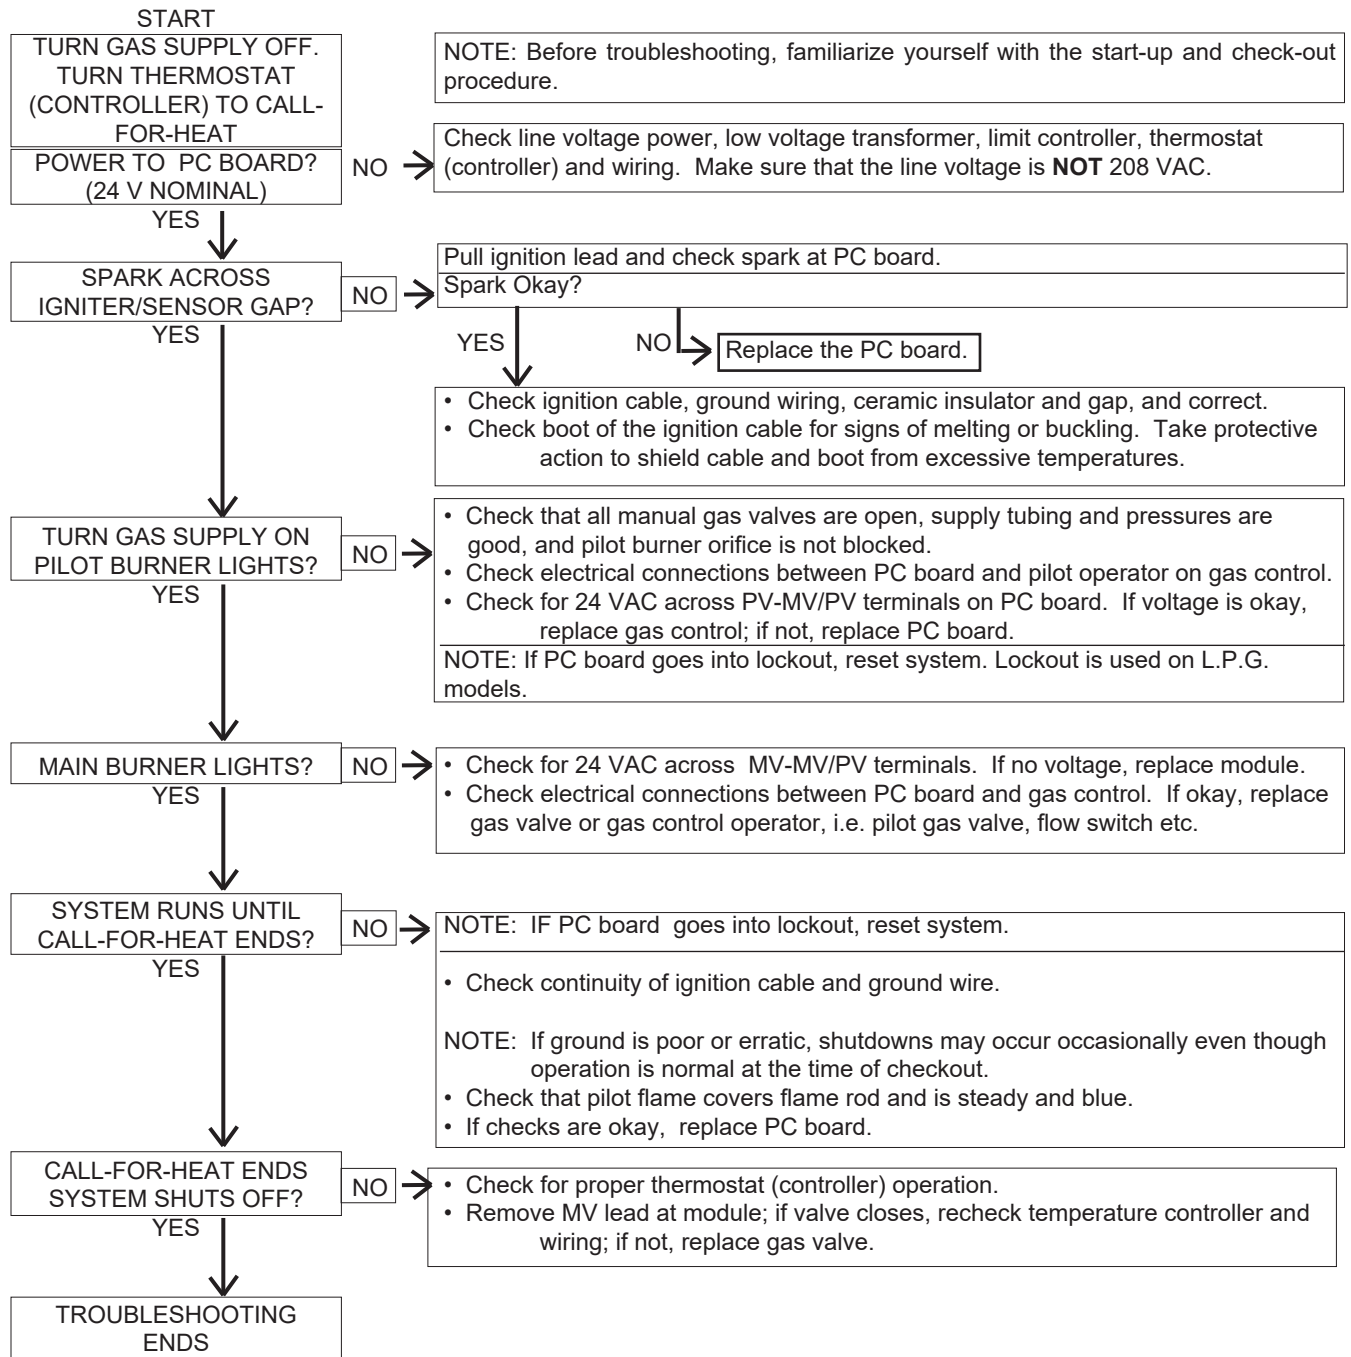 START
TURN GAS SUPPLY OFF.
TURN THERMOSTAT
(CONTROLLER) TO CALL-
FOR-HEAT
NOTE: Before troubleshooting, familiarize yourself with the start-up and check-out
procedure.
POWER TO PC BOARD?
(24 V NOMINAL)
NO
Check line voltage power, low voltage transformer, limit controller, thermostat
(controller) and wiring. Make sure that the line voltage is NOT 208 VAC.
YES
SPARK ACROSS
IGNITER/SENSOR GAP?
NO
Pull ignition lead and check spark at PC board.
Spark Okay?
YES
YES
NO
Replace the PC board.
• Check ignition cable, ground wiring, ceramic insulator and gap, and correct.
• Check boot of the ignition cable for signs of melting or buckling. Take protective
action to shield cable and boot from excessive temperatures.
TURN GAS SUPPLY ON
PILOT BURNER LIGHTS?
NO
• Check that all manual gas valves are open, supply tubing and pressures are
good, and pilot burner orifice is not blocked.
• Check electrical connections between PC board and pilot operator on gas control.
• Check for 24 VAC across PV-MV/PV terminals on PC board. If voltage is okay,
replace gas control; if not, replace PC board.
NOTE: If PC board goes into lockout, reset system. Lockout is used on L.P.G.
models.
YES
MAIN BURNER LIGHTS?
NO
• Check for 24 VAC across MV-MV/PV terminals. If no voltage, replace module.
• Check electrical connections between PC board and gas control. If okay, replace
gas valve or gas control operator, i.e. pilot gas valve, flow switch etc.
YES
SYSTEM RUNS UNTIL
CALL-FOR-HEAT ENDS?
NO
NOTE: IF PC board goes into lockout, reset system.
• Check continuity of ignition cable and ground wire.
NOTE: If ground is poor or erratic, shutdowns may occur occasionally even though
operation is normal at the time of checkout.
• Check that pilot flame covers flame rod and is steady and blue.
• If checks are okay, replace PC board.
YES
CALL-FOR-HEAT ENDS
SYSTEM SHUTS OFF?
NO
• Check for proper thermostat (controller) operation.
• Remove MV lead at module; if valve closes, recheck temperature controller and
wiring; if not, replace gas valve.
YES
TROUBLESHOOTING
ENDS